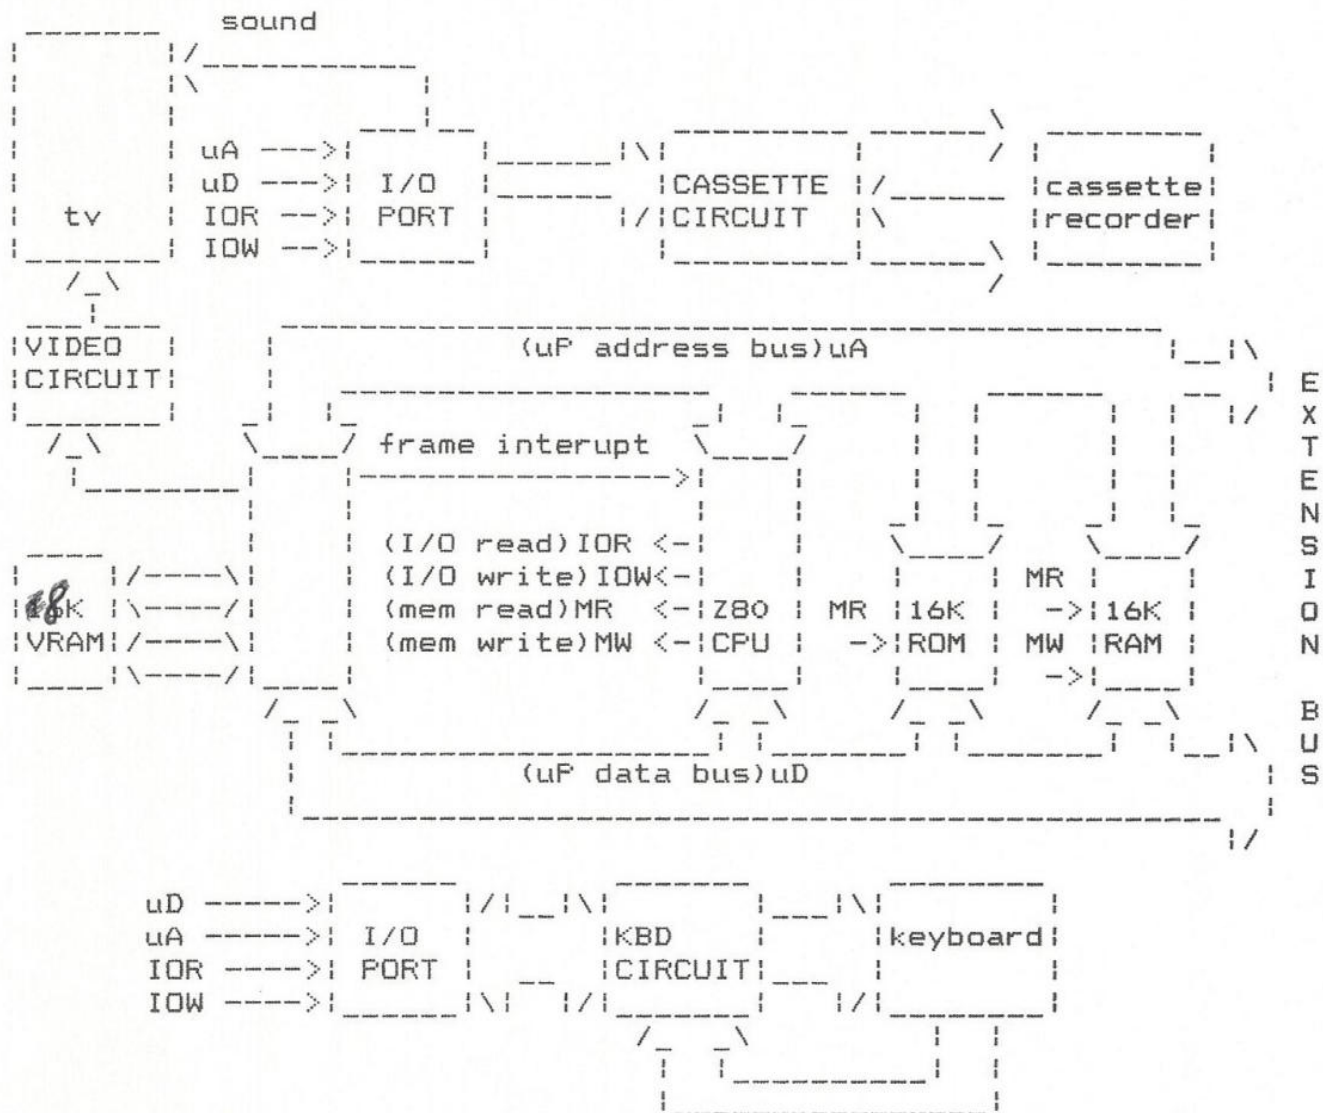 sound
uA --->
uD --->
IOR -->
IOW -->
I/O
PORT
CASSETTE
CIRCUIT
cassette
recorder
tv
VIDEO
CIRCUIT
(uP address bus)uA
frame interupt
(I/O read)IOR <-
(I/O write)IOW<-
(mem read)MR <-
(mem write)MW <-
Z80
CPU
MR
->
16K
ROM
MR
->
MW
->
16K
RAM
VRAM
EXTENSION BUS
(uP data bus)uD
uD ----->
uA ----->
IOR ---->
IOW ---->
I/O
PORT
KBD
CIRCUIT
keyboard